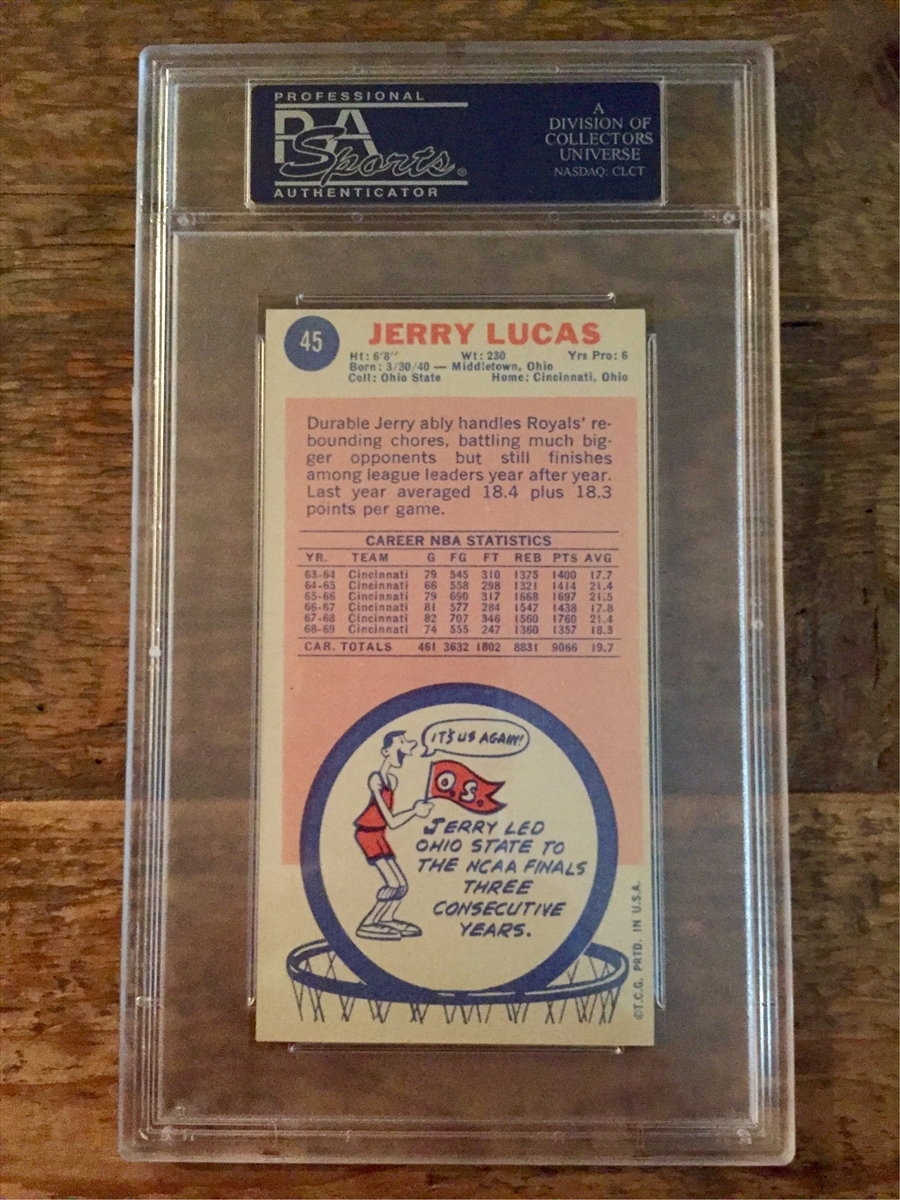 PROFESSIONAL
PSA
Sports®
AUTHENTICATOR
A
DIVISION OF
COLLECTORS
UNIVERSE
NASDAQ: CLCT
45
JERRY LUCAS
Ht: 6'8" Wt: 230 Yrs Pro: 6
Born: 3/30/40 — Middletown, Ohio
Coll: Ohio State Home: Cincinnati, Ohio
Durable Jerry ably handles Royals' re-
bounding chores, battling much big-
ger opponents but still finishes
among league leaders year after year.
Last year averaged 18.4 plus 18.3
points per game.
CAREER NBA STATISTICS
YR. TEAM G FG FT REB PTS AVG
63-64 Cincinnati 79 545 310 1375 1400 17.7
64-65 Cincinnati 66 558 298 1321 1414 21.4
65-66 Cincinnati 79 690 317 1668 1697 21.5
66-67 Cincinnati 81 577 284 1547 1438 17.8
67-68 Cincinnati 82 707 346 1560 1760 21.4
68-69 Cincinnati 74 555 247 1360 1357 18.3
CAR. TOTALS 461 3632 1802 8831 9066 19.7
IT'S US AGAIN!
O.S.
JERRY LED
OHIO STATE TO
THE NCAA FINALS
THREE
CONSECUTIVE
YEARS.
©T.C.G. PRTD. IN U.S.A.